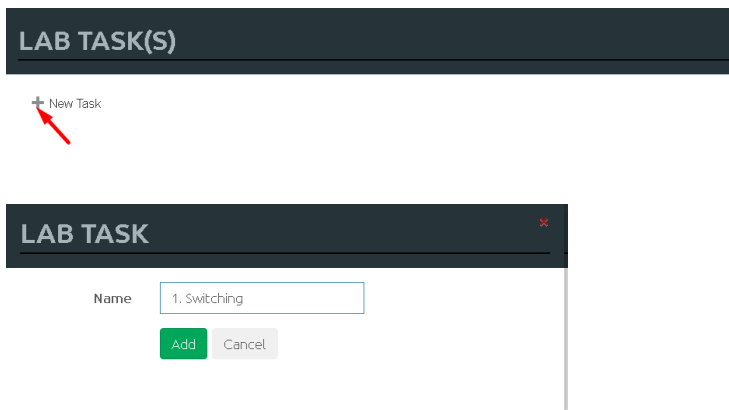 LAB TASK(S)
New Task
LAB TASK
Name 1. Switching
Add Cancel